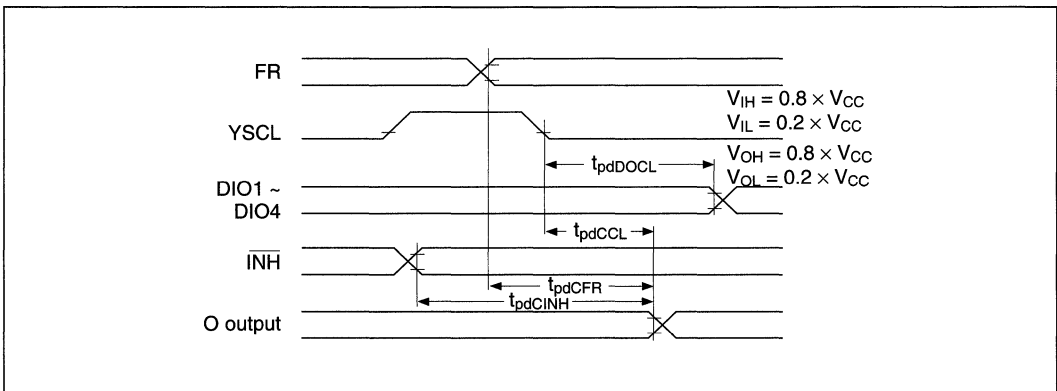 FR
YSCL
V_IH = 0.8 × V_CC
V_IL = 0.2 × V_CC
V_OH = 0.8 × V_CC
V_OL = 0.2 × V_CC
t_pdDOCL
DIO1 ~
DIO4
t_pdCCL
INH
t_pdCFR
t_pdCINH
O output